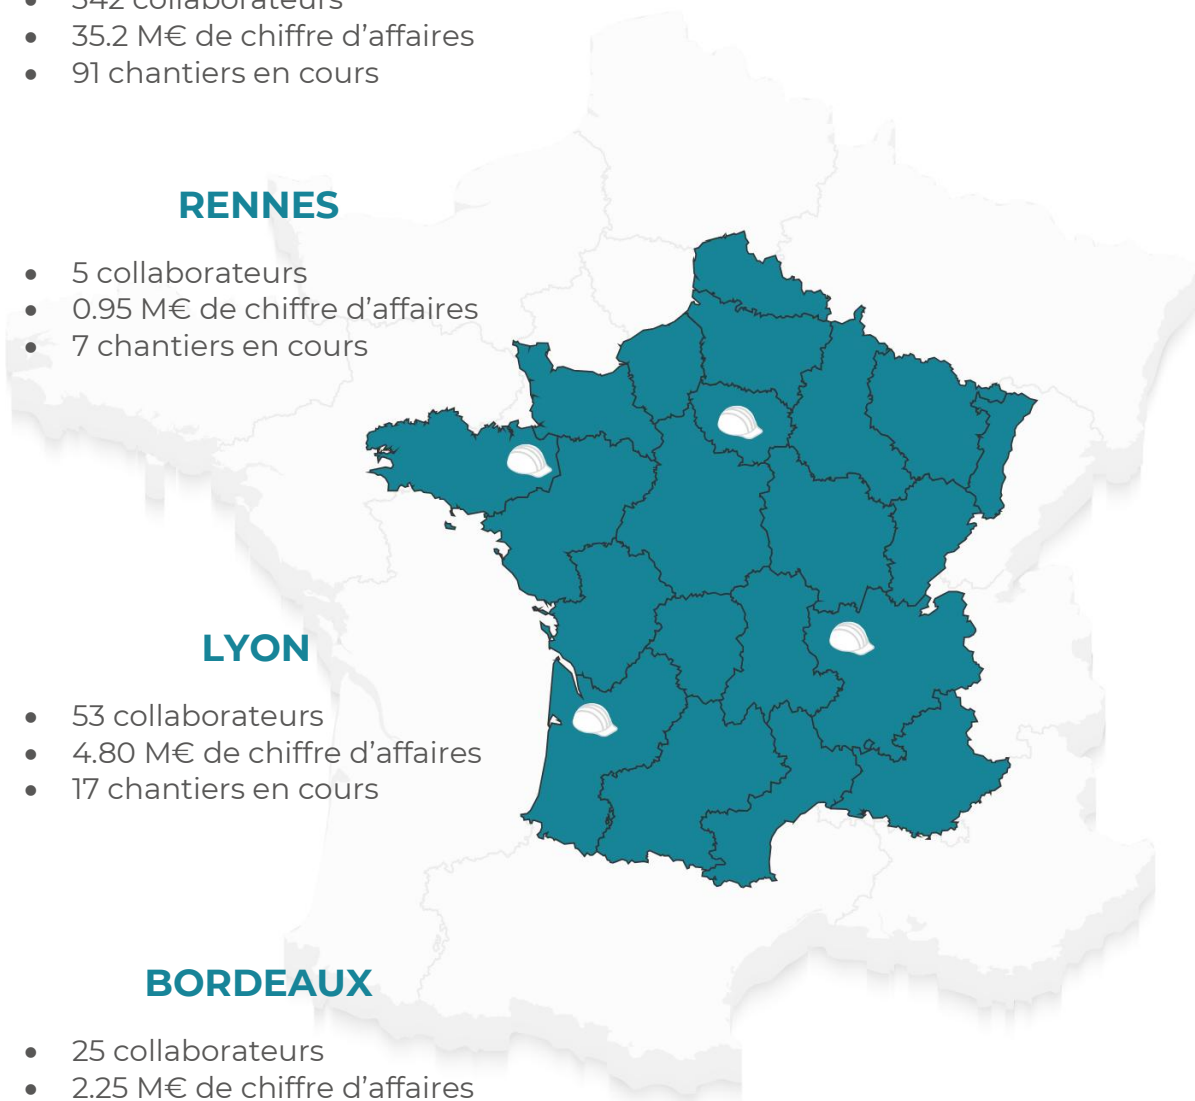 • 342 collaborateurs
• 35.2 M€ de chiffre d’affaires
• 91 chantiers en cours
RENNES
• 5 collaborateurs
• 0.95 M€ de chiffre d’affaires
• 7 chantiers en cours
LYON
• 53 collaborateurs
• 4.80 M€ de chiffre d’affaires
• 17 chantiers en cours
BORDEAUX
• 25 collaborateurs
• 2.25 M€ de chiffre d’affaires